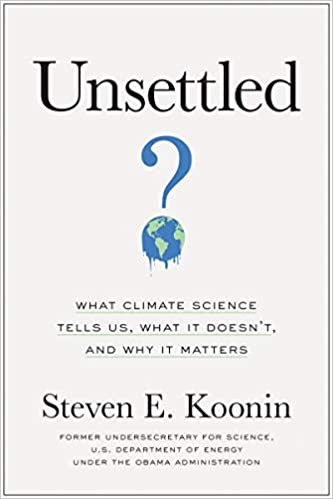 Unsettled
?
WHAT CLIMATE SCIENCE
TELLS US, WHAT IT DOESN'T,
AND WHY IT MATTERS
Steven E. Koonin
FORMER UNDERSECRETARY FOR SCIENCE,
U.S. DEPARTMENT OF ENERGY
UNDER THE OBAMA ADMINISTRATION